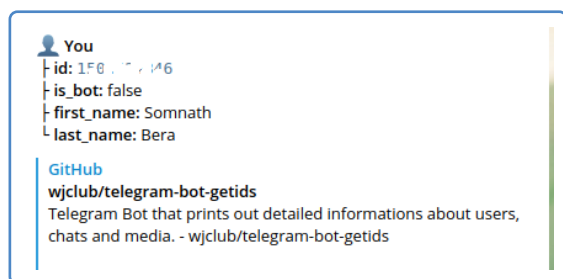 You
├ id:
├ is_bot: false
├ first_name: Somnath
└ last_name: Bera
GitHub
wjclub/telegram-bot-getids
Telegram Bot that prints out detailed informations about users,
chats and media. - wjclub/telegram-bot-getids